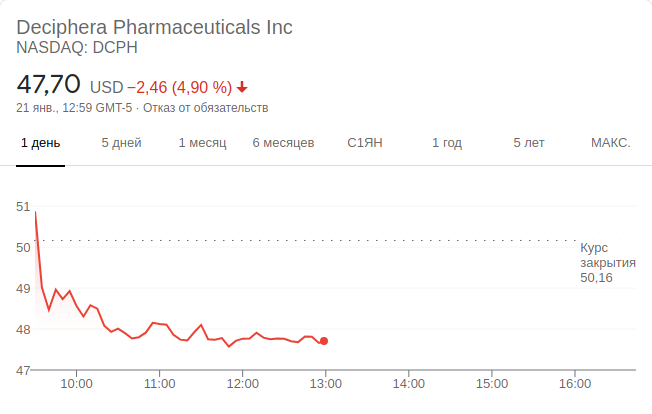 Deciphera Pharmaceuticals Inc
NASDAQ: DCPH
47,70 USD −2,46 (4,90 %)
21 янв., 12:59 GMT-5 · Отказ от обязательств
1 день 5 дней 1 месяц 6 месяцев С1ЯН 1 год 5 лет МАКС.
51
50
49
48
47
Курс
закрытия
50,16
10:00 11:00 12:00 13:00 14:00 15:00 16:00